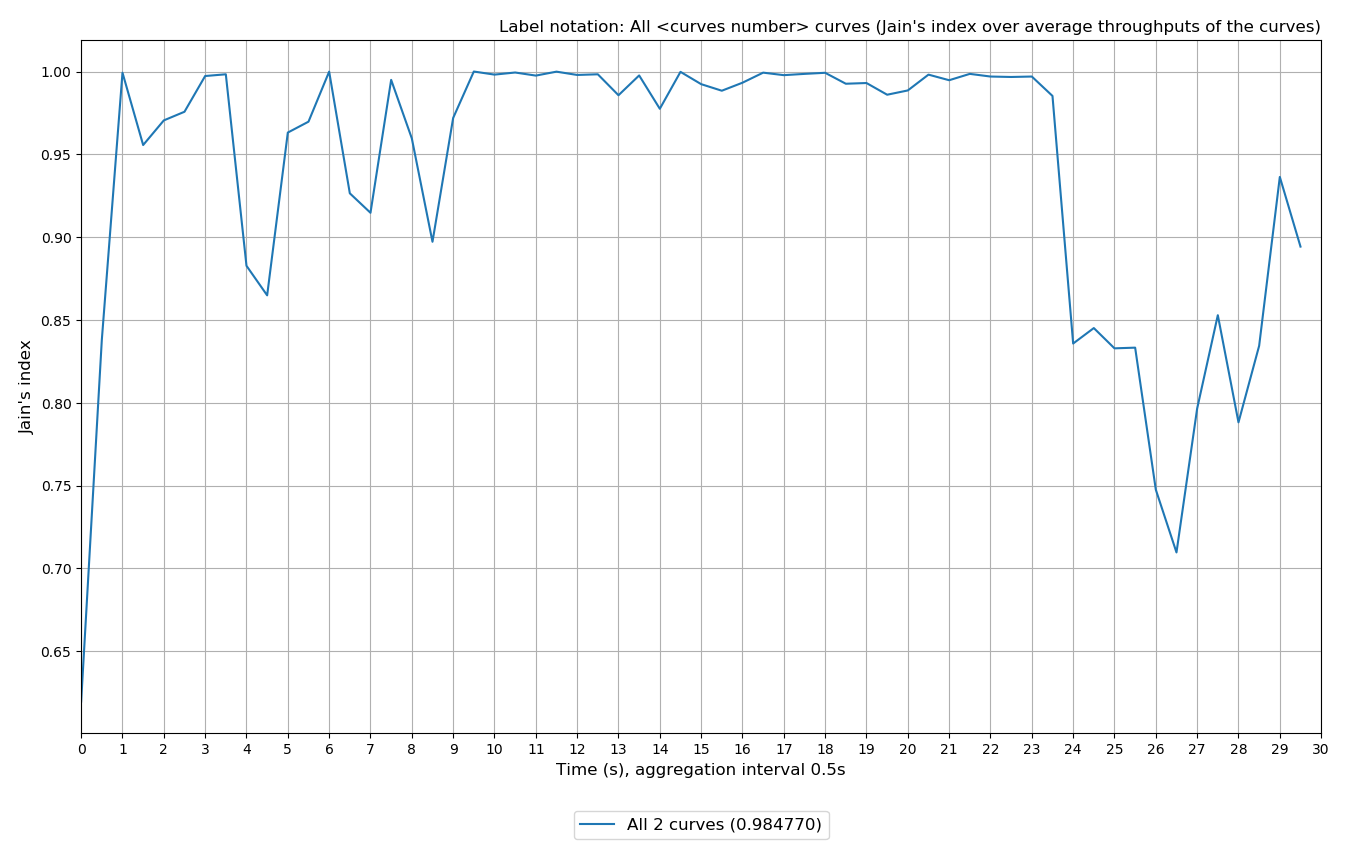 Label notation: All <curves number> curves (Jain's index over average throughputs of the curves)
1.00
0.95
0.90
0.85
0.80
0.75
0.70
0.65
Jain's index
0 1 2 3 4 5 6 7 8 9 10 11 12 13 14 15 16 17 18 19 20 21 22 23 24 25 26 27 28 29 30
Time (s), aggregation interval 0.5s
All 2 curves (0.984770)